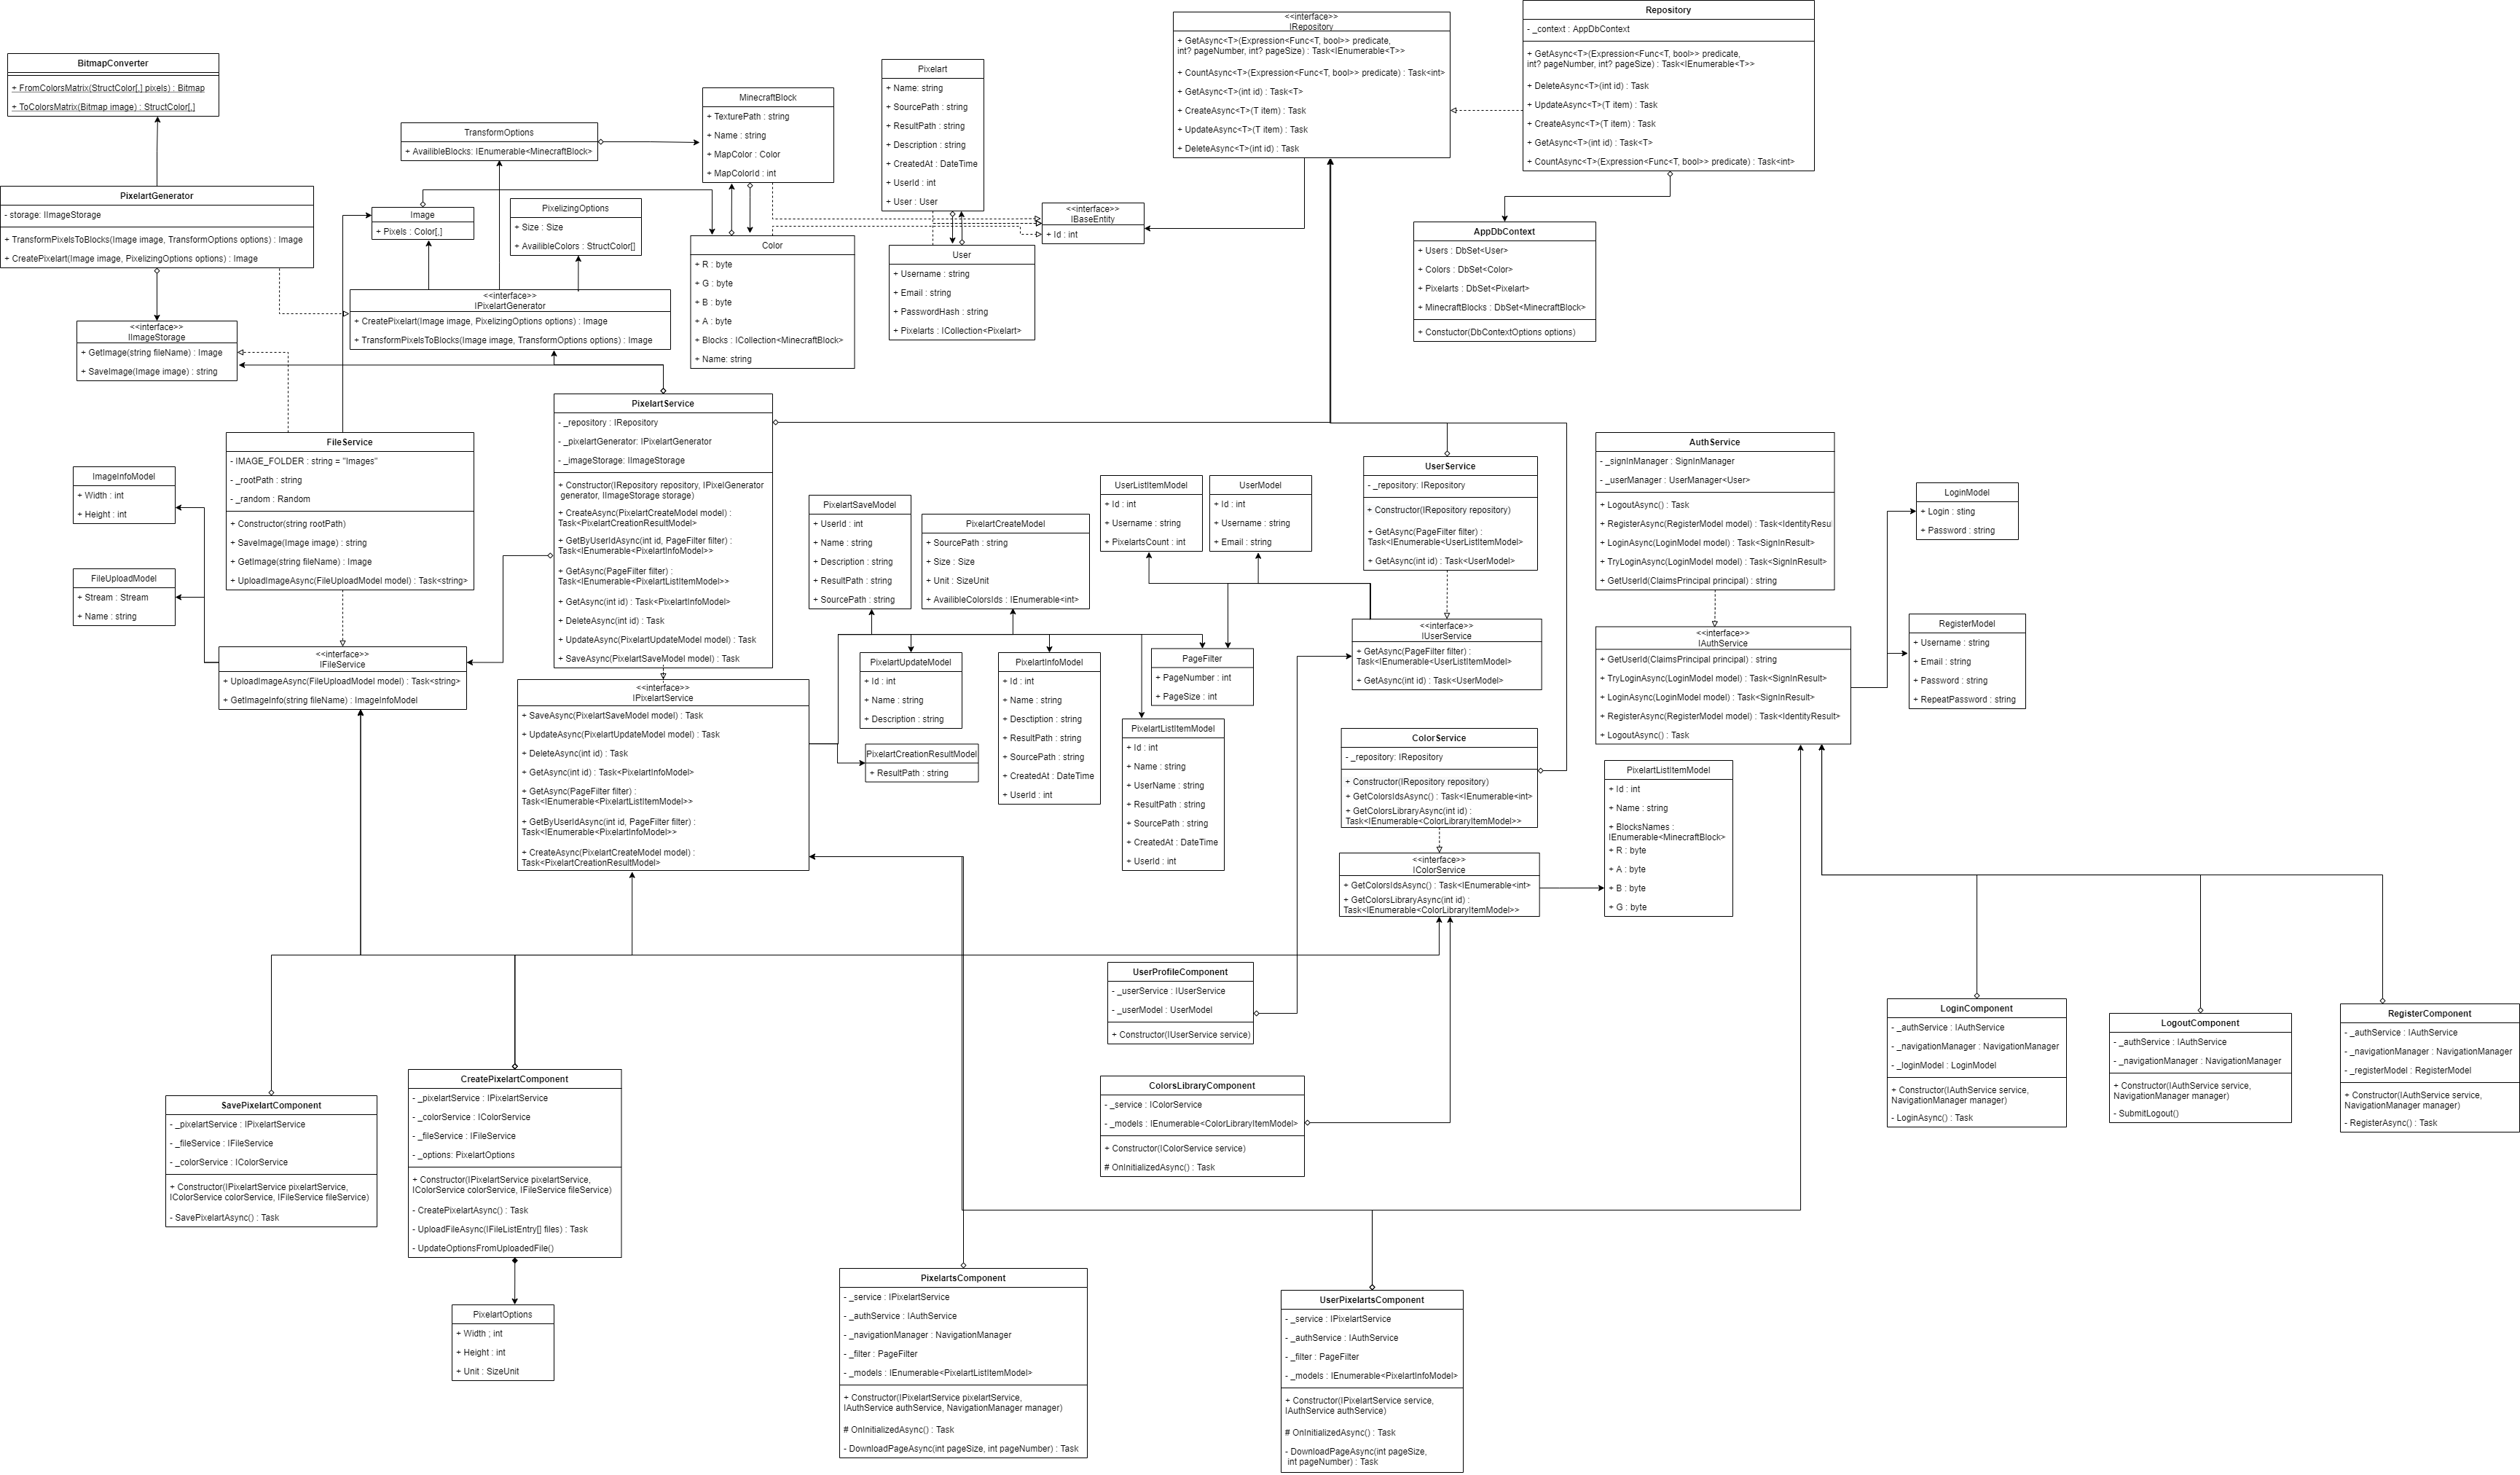 BitmapConverter
+ FromColorsMatrix(StructColor[,] pixels) : Bitmap
+ ToColorsMatrix(Bitmap image) : StructColor[,]
PixelartGenerator
- storage: IImageStorage
+ TransformPixelsToBlocks(Image image, TransformOptions options) : Image
+ CreatePixelart(Image image, PixelizingOptions options) : Image
<<interface>>
IImageStorage
+ GetImage(string fileName) : Image
+ SaveImage(Image image) : string
TransformOptions
+ AvailibleBlocks: IEnumerable<MinecraftBlock>
Image
+ Pixels : Color[,]
PixelizingOptions
+ Size : Size
+ AvailibleColors : StructColor[]
<<interface>>
IPixelartGenerator
+ CreatePixelart(Image image, PixelizingOptions options) : Image
+ TransformPixelsToBlocks(Image image, TransformOptions options) : Image
MinecraftBlock
+ TexturePath : string
+ Name : string
+ MapColor : Color
+ MapColorId : int
Color
+ R : byte
+ G : byte
+ B : byte
+ A : byte
+ Blocks : ICollection<MinecraftBlock>
+ Name: string
Pixelart
+ Name: string
+ SourcePath : string
+ ResultPath : string
+ Description : string
+ CreatedAt : DateTime
+ UserId : int
+ User : User
User
+ Username : string
+ Email : string
+ PasswordHash : string
+ Pixelarts : ICollection<Pixelart>
<<interface>>
IBaseEntity
+ Id : int
<<interface>>
IRepository
+ GetAsync<T>(Expression<Func<T, bool>> predicate,
int? pageNumber, int? pageSize) : Task<IEnumerable<T>>
+ CountAsync<T>(Expression<Func<T, bool>> predicate) : Task<int>
+ GetAsync<T>(int id) : Task<T>
+ CreateAsync<T>(T item) : Task
+ UpdateAsync<T>(T item) : Task
+ DeleteAsync<T>(int id) : Task
Repository
- _context : AppDbContext
+ GetAsync<T>(Expression<Func<T, bool>> predicate,
int? pageNumber, int? pageSize) : Task<IEnumerable<T>>
+ DeleteAsync<T>(int id) : Task
+ UpdateAsync<T>(T item) : Task
+ CreateAsync<T>(T item) : Task
+ GetAsync<T>(int id) : Task<T>
+ CountAsync<T>(Expression<Func<T, bool>> predicate) : Task<int>
AppDbContext
+ Users : DbSet<User>
+ Colors : DbSet<Color>
+ Pixelarts : DbSet<Pixelart>
+ MinecraftBlocks : DbSet<MinecraftBlock>
+ Constuctor(DbContextOptions options)
FileService
- IMAGE_FOLDER : string = "Images"
- _rootPath : string
- _random : Random
+ Constructor(string rootPath)
+ SaveImage(Image image) : string
+ GetImage(string fileName) : Image
+ UploadImageAsync(FileUploadModel model) : Task<string>
ImageInfoModel
+ Width : int
+ Height : int
FileUploadModel
+ Stream : Stream
+ Name : string
<<interface>>
IFileService
+ UploadImageAsync(FileUploadModel model) : Task<string>
+ GetImageInfo(string fileName) : ImageInfoModel
PixelartService
- _repository : IRepository
- _pixelartGenerator: IPixelartGenerator
- _imageStorage: IImageStorage
+ Constructor(IRepository repository, IPixelGenerator
generator, IImageStorage storage)
+ CreateAsync(PixelartCreateModel model) :
Task<PixelartCreationResultModel>
+ GetByUserIdAsync(int id, PageFilter filter) :
Task<IEnumerable<PixelartInfoModel>>
+ GetAsync(PageFilter filter) :
Task<IEnumerable<PixelartListItemModel>>
+ GetAsync(int id) : Task<PixelartInfoModel>
+ DeleteAsync(int id) : Task
+ UpdateAsync(PixelartUpdateModel model) : Task
+ SaveAsync(PixelartSaveModel model) : Task
<<interface>>
IPixelartService
+ SaveAsync(PixelartSaveModel model) : Task
+ UpdateAsync(PixelartUpdateModel model) : Task
+ DeleteAsync(int id) : Task
+ GetAsync(int id) : Task<PixelartInfoModel>
+ GetAsync(PageFilter filter) :
Task<IEnumerable<PixelartListItemModel>>
+ GetByUserIdAsync(int id, PageFilter filter) :
Task<IEnumerable<PixelartInfoModel>>
+ CreateAsync(PixelartCreateModel model) :
Task<PixelartCreationResultModel>
PixelartSaveModel
+ UserId : int
+ Name : string
+ Description : string
+ ResultPath : string
+ SourcePath : string
PixelartCreateModel
+ SourcePath : string
+ Size : Size
+ Unit : SizeUnit
+ AvailibleColorsIds : IEnumerable<int>
PixelartUpdateModel
+ Id : int
+ Name : string
+ Description : string
PixelartCreationResultModel
+ ResultPath : string
PixelartInfoModel
+ Id : int
+ Name : string
+ Desctiption : string
+ ResultPath : string
+ SourcePath : string
+ CreatedAt : DateTime
+ UserId : int
UserListItemModel
+ Id : int
+ Username : string
+ PixelartsCount : int
UserModel
+ Id : int
+ Username : string
+ Email : string
PageFilter
+ PageNumber : int
+ PageSize : int
PixelartListItemModel
+ Id : int
+ Name : string
+ UserName : string
+ ResultPath : string
+ SourcePath : string
+ CreatedAt : DateTime
+ UserId : int
UserService
- _repository: IRepository
+ Constructor(IRepository repository)
+ GetAsync(PageFilter filter) :
Task<IEnumerable<UserListItemModel>
+ GetAsync(int id) : Task<UserModel>
<<interface>>
IUserService
+ GetAsync(PageFilter filter) :
Task<IEnumerable<UserListItemModel>
+ GetAsync(int id) : Task<UserModel>
ColorService
- _repository: IRepository
+ Constructor(IRepository repository)
+ GetColorsIdsAsync() : Task<IEnumerable<int>
+ GetColorsLibraryAsync(int id) :
Task<IEnumerable<ColorLibraryItemModel>>
<<interface>>
IColorService
+ GetColorsIdsAsync() : Task<IEnumerable<int>
+ GetColorsLibraryAsync(int id) :
Task<IEnumerable<ColorLibraryItemModel>>
PixelartListItemModel
+ Id : int
+ Name : string
+ BlocksNames :
IEnumerable<MinecraftBlock>
+ R : byte
+ A : byte
+ B : byte
+ G : byte
AuthService
- _signInManager : SignInManager
- _userManager : UserManager<User>
+ LogoutAsync() : Task
+ RegisterAsync(RegisterModel model) : Task<IdentityResu
+ LoginAsync(LoginModel model) : Task<SignInResult>
+ TryLoginAsync(LoginModel model) : Task<SignInResult>
+ GetUserId(ClaimsPrincipal principal) : string
<<interface>>
IAuthService
+ GetUserId(ClaimsPrincipal principal) : string
+ TryLoginAsync(LoginModel model) : Task<SignInResult>
+ LoginAsync(LoginModel model) : Task<SignInResult>
+ RegisterAsync(RegisterModel model) : Task<IdentityResult>
+ LogoutAsync() : Task
LoginModel
+ Login : sting
+ Password : string
RegisterModel
+ Username : string
+ Email : string
+ Password : string
+ RepeatPassword : string
SavePixelartComponent
- _pixelartService : IPixelartService
- _fileService : IFileService
- _colorService : IColorService
+ Constructor(IPixelartService pixelartService,
IColorService colorService, IFileService fileService)
- SavePixelartAsync() : Task
CreatePixelartComponent
- _pixelartService : IPixelartService
- _colorService : IColorService
- _fileService : IFileService
- _options: PixelartOptions
+ Constructor(IPixelartService pixelartService,
IColorService colorService, IFileService fileService)
- CreatePixelartAsync() : Task
- UploadFileAsync(IFileListEntry[] files) : Task
- UpdateOptionsFromUploadedFile()
PixelartOptions
+ Width ; int
+ Height : int
+ Unit : SizeUnit
UserProfileComponent
- _userService : IUserService
- _userModel : UserModel
+ Constructor(IUserService service)
ColorsLibraryComponent
- _service : IColorService
- _models : IEnumerable<ColorLibraryItemModel>
+ Constructor(IColorService service)
# OnInitializedAsync() : Task
PixelartsComponent
- _service : IPixelartService
- _authService : IAuthService
- _navigationManager : NavigationManager
- _filter : PageFilter
- _models : IEnumerable<PixelartListItemModel>
+ Constructor(IPixelartService pixelartService,
IAuthService authService, NavigationManager manager)
# OnInitializedAsync() : Task
- DownloadPageAsync(int pageSize, int pageNumber) : Task
UserPixelartsComponent
- _service : IPixelartService
- _authService : IAuthService
- _filter : PageFilter
- _models : IEnumerable<PixelartInfoModel>
+ Constructor(IPixelartService service,
IAuthService authService)
# OnInitializedAsync() : Task
- DownloadPageAsync(int pageSize,
int pageNumber) : Task
LoginComponent
- _authService : IAuthService
- _navigationManager : NavigationManager
- _loginModel : LoginModel
+ Constructor(IAuthService service,
NavigationManager manager)
- LoginAsync() : Task
LogoutComponent
- _authService : IAuthService
- _navigationManager : NavigationManager
+ Constructor(IAuthService service,
NavigationManager manager)
- SubmitLogout()
RegisterComponent
- _authService : IAuthService
- _navigationManager : NavigationManager
- _registerModel : RegisterModel
+ Constructor(IAuthService service,
NavigationManager manager)
- RegisterAsync() : Task